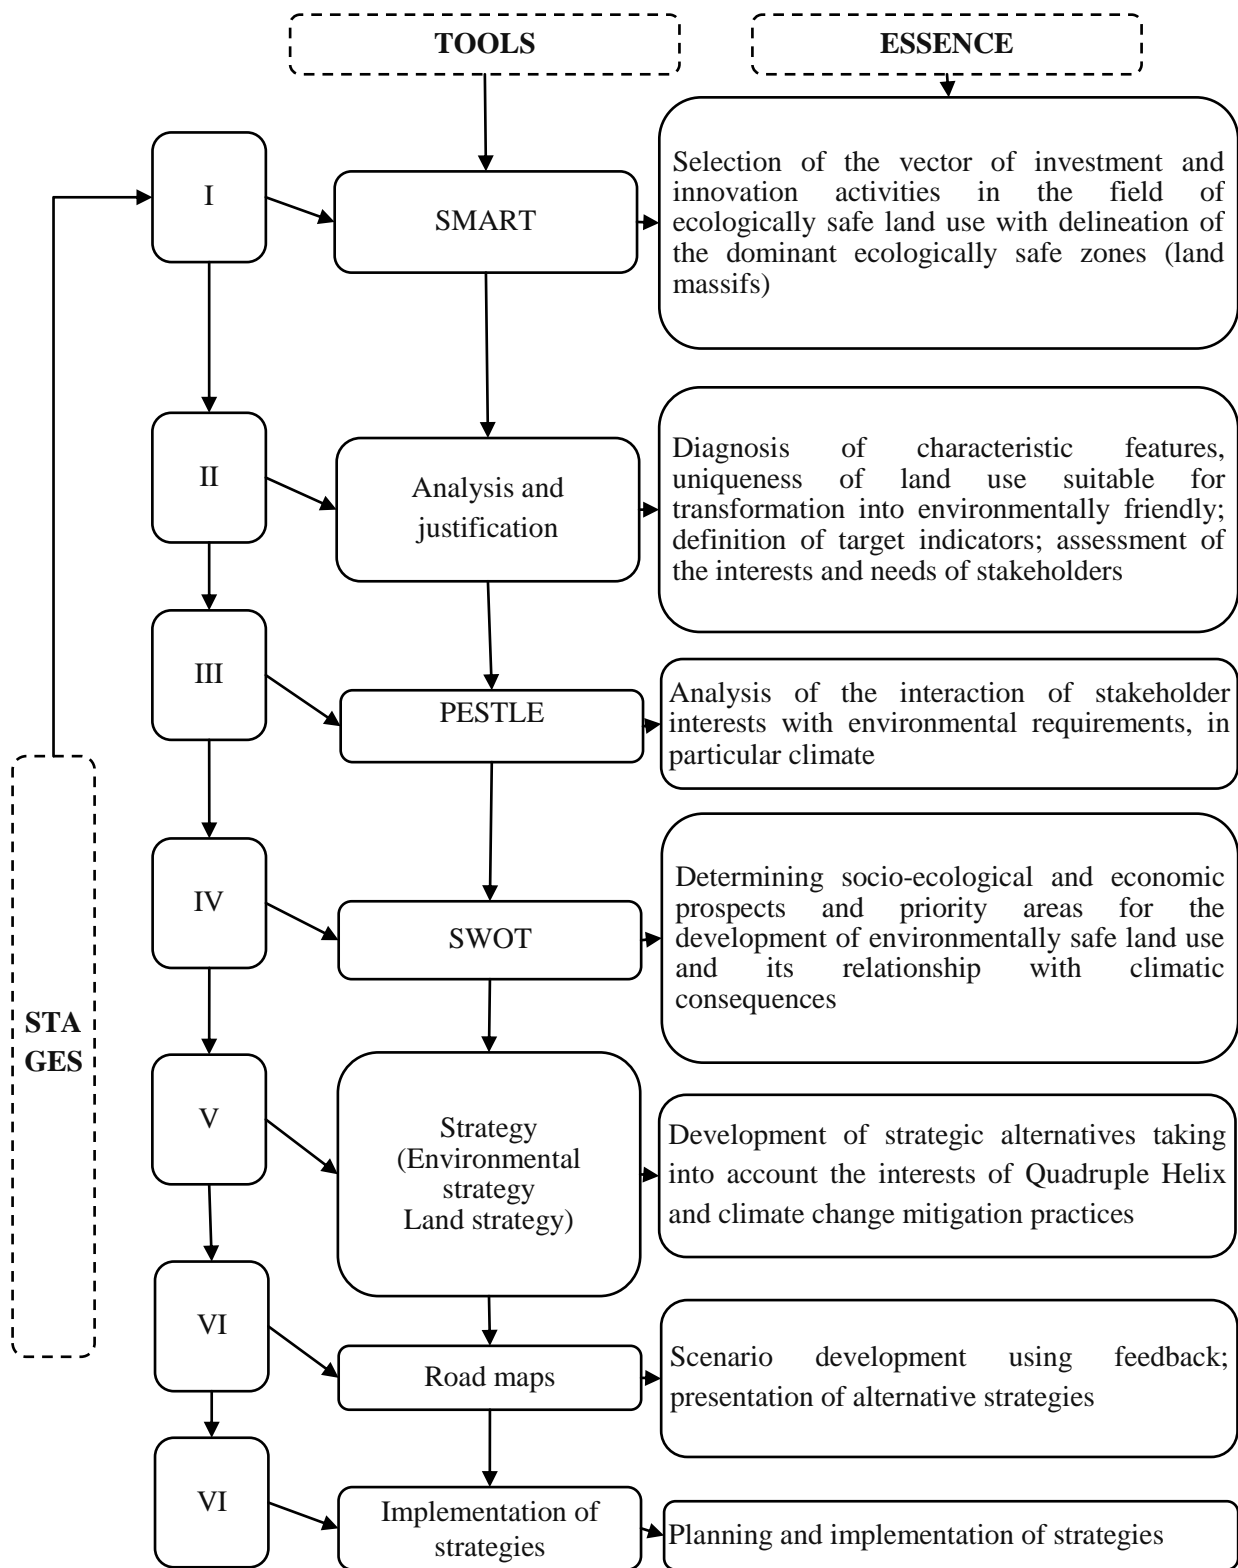 TOOLS
ESSENCE
I
SMART
Selection of the vector of investment and
innovation activities in the field of
ecologically safe land use with delineation of
the dominant ecologically safe zones (land
massifs)
II
Analysis and
justification
Diagnosis of characteristic features,
uniqueness of land use suitable for
transformation into environmentally friendly;
definition of target indicators; assessment of
the interests and needs of stakeholders
III
PESTLE
Analysis of the interaction of stakeholder
interests with environmental requirements, in
particular climate
IV
SWOT
Determining socio-ecological and economic
prospects and priority areas for the
development of environmentally safe land use
and its relationship with climatic
consequences
STA
GES
V
Strategy
(Environmental
strategy
Land strategy)
Development of strategic alternatives taking
into account the interests of Quadruple Helix
and climate change mitigation practices
VI
Road maps
Scenario development using feedback;
presentation of alternative strategies
VI
Implementation of
strategies
Planning and implementation of strategies